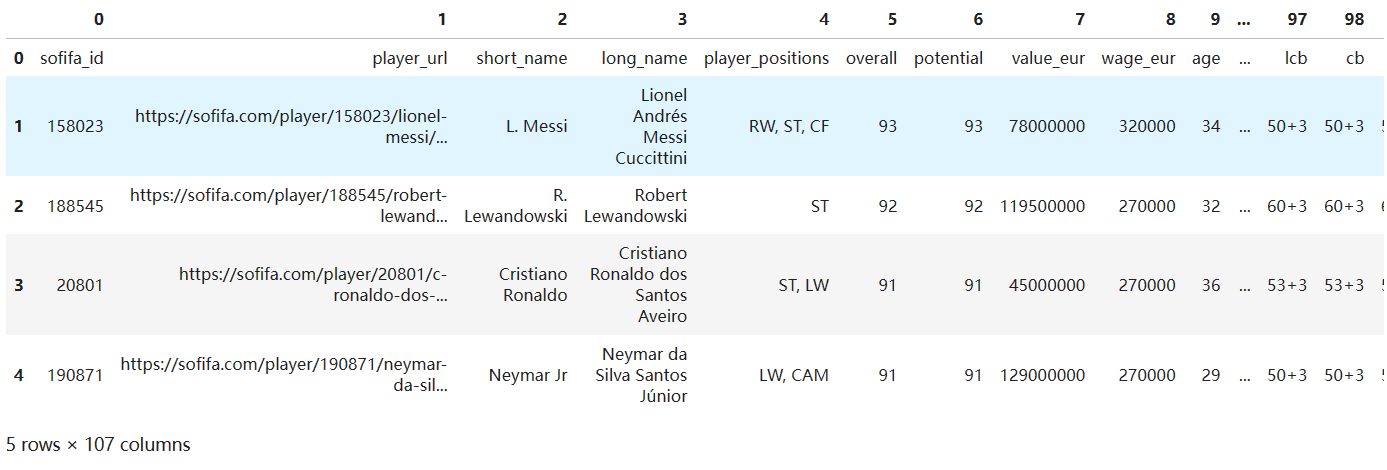 0 1 2 3 4 5 6 7 8 9 ... 97 98
0 sofifa_id player_url short_name long_name player_positions overall potential value_eur wage_eur age ... lcb cb
1 158023 https://sofifa.com/player/158023/lionel-messi/... L. Messi Lionel Andrés Messi Cuccittini RW, ST, CF 93 93 78000000 320000 34 ... 50+3 50+3
2 188545 https://sofifa.com/player/188545/robert-lewand... R. Lewandowski Robert Lewandowski ST 92 92 119500000 270000 32 ... 60+3 60+3
3 20801 https://sofifa.com/player/20801/c-ronaldo-dos-... Cristiano Ronaldo Cristiano Ronaldo dos Santos Aveiro ST, LW 91 91 45000000 270000 36 ... 53+3 53+3
4 190871 https://sofifa.com/player/190871/neymar-da-sil... Neymar Jr Neymar da Silva Santos Júnior LW, CAM 91 91 129000000 270000 29 ... 50+3 50+3
5 rows × 107 columns